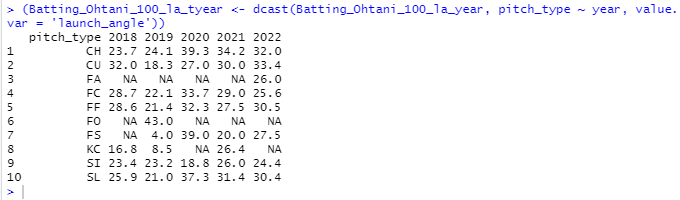 > (Batting_Ohtani_100_la_tyear <- dcast(Batting_Ohtani_100_la_year, pitch_type ~ year, value.
var = 'launch_angle'))
   pitch_type 2018 2019 2020 2021 2022
1          CH 23.7 24.1 39.3 34.2 32.0
2          CU 32.0 18.3 27.0 30.0 33.4
3          FA   NA   NA   NA   NA 26.0
4          FC 28.7 22.1 33.7 29.0 25.6
5          FF 28.6 21.4 32.3 27.5 30.5
6          FO   NA 43.0   NA   NA   NA
7          FS   NA  4.0 39.0 20.0 27.5
8          KC 16.8  8.5   NA 26.4   NA
9          SI 23.4 23.2 18.8 26.0 24.4
10         SL 25.9 21.0 37.3 31.4 30.4
>